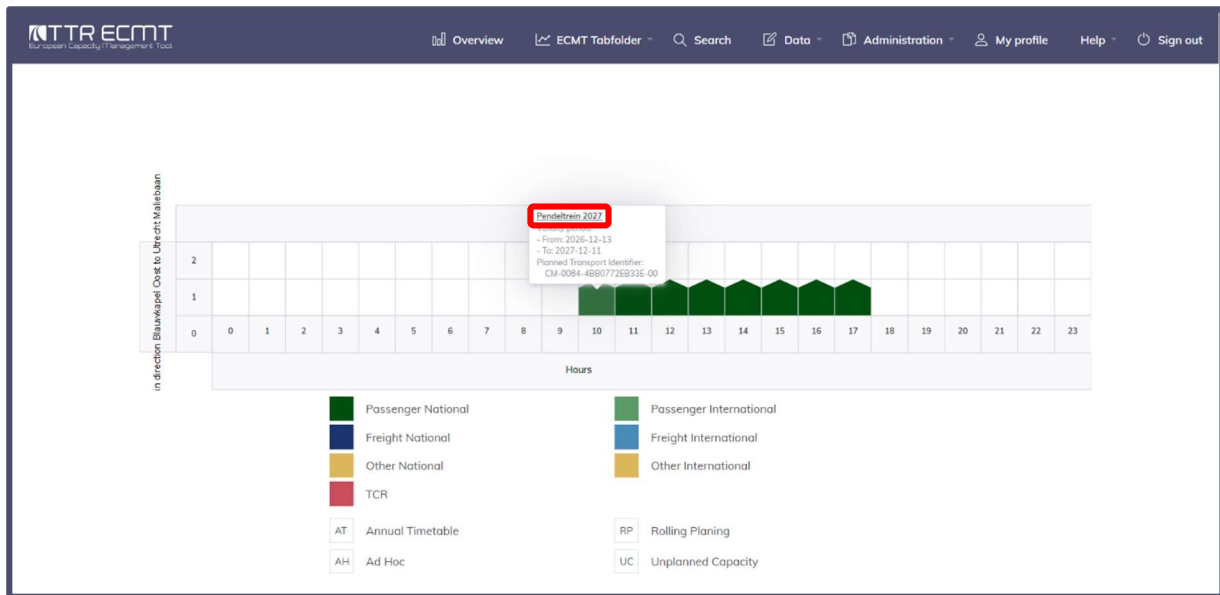 TTR ECMT
European Capacity Management Tool
Overview
ECMT Tabfolder
Search
Data
Administration
My profile
Help
Sign out
in direction Blauwkapel Oost to Utrecht Maliebaan
Pendeltrein 2027
Validity period:
- From: 2026-12-13
- To: 2027-12-11
Planned Transport Identifier:
CM-0084-4BB0772EB33E-00
2
1
0
0 1 2 3 4 5 6 7 8 9 10 11 12 13 14 15 16 17 18 19 20 21 22 23
Hours
Passenger National
Passenger International
Freight National
Freight International
Other National
Other International
TCR
AT Annual Timetable
RP Rolling Planing
AH Ad Hoc
UC Unplanned Capacity